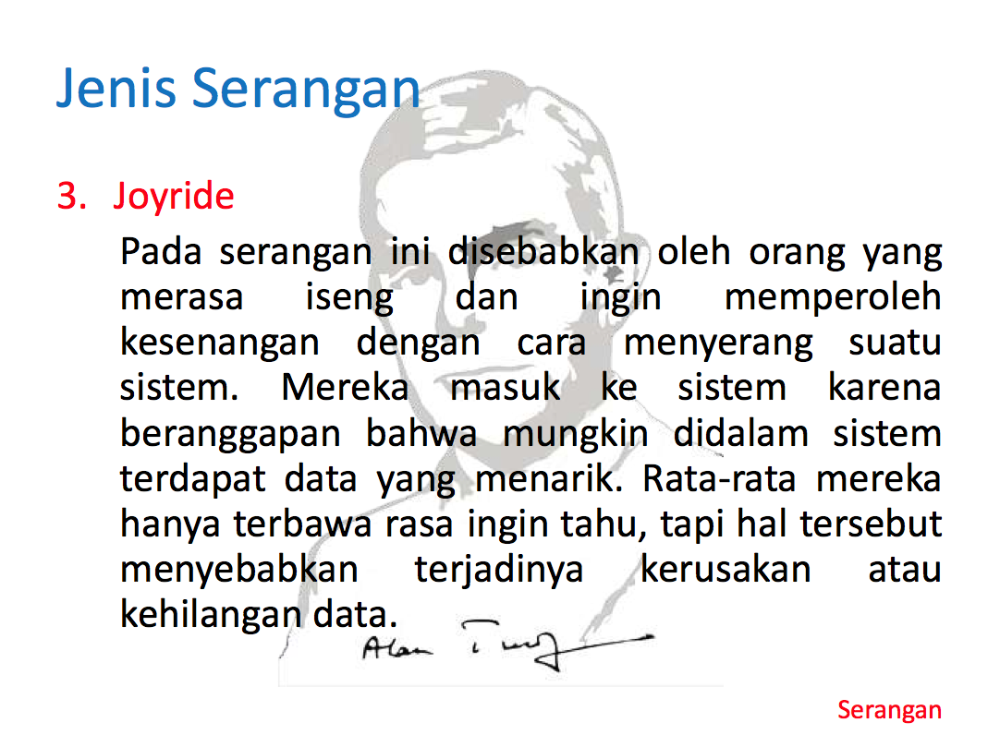 Jenis Serangan
3. Joyride
Pada serangan ini disebabkan oleh orang yang
merasa iseng dan ingin memperoleh
kesenangan dengan cara menyerang suatu
sistem. Mereka masuk ke sistem karena
beranggapan bahwa mungkin didalam sistem
terdapat data yang menarik. Rata-rata mereka
hanya terbawa rasa ingin tahu, tapi hal tersebut
menyebabkan terjadinya kerusakan atau
kehilangan data.
Alan Turing
Serangan